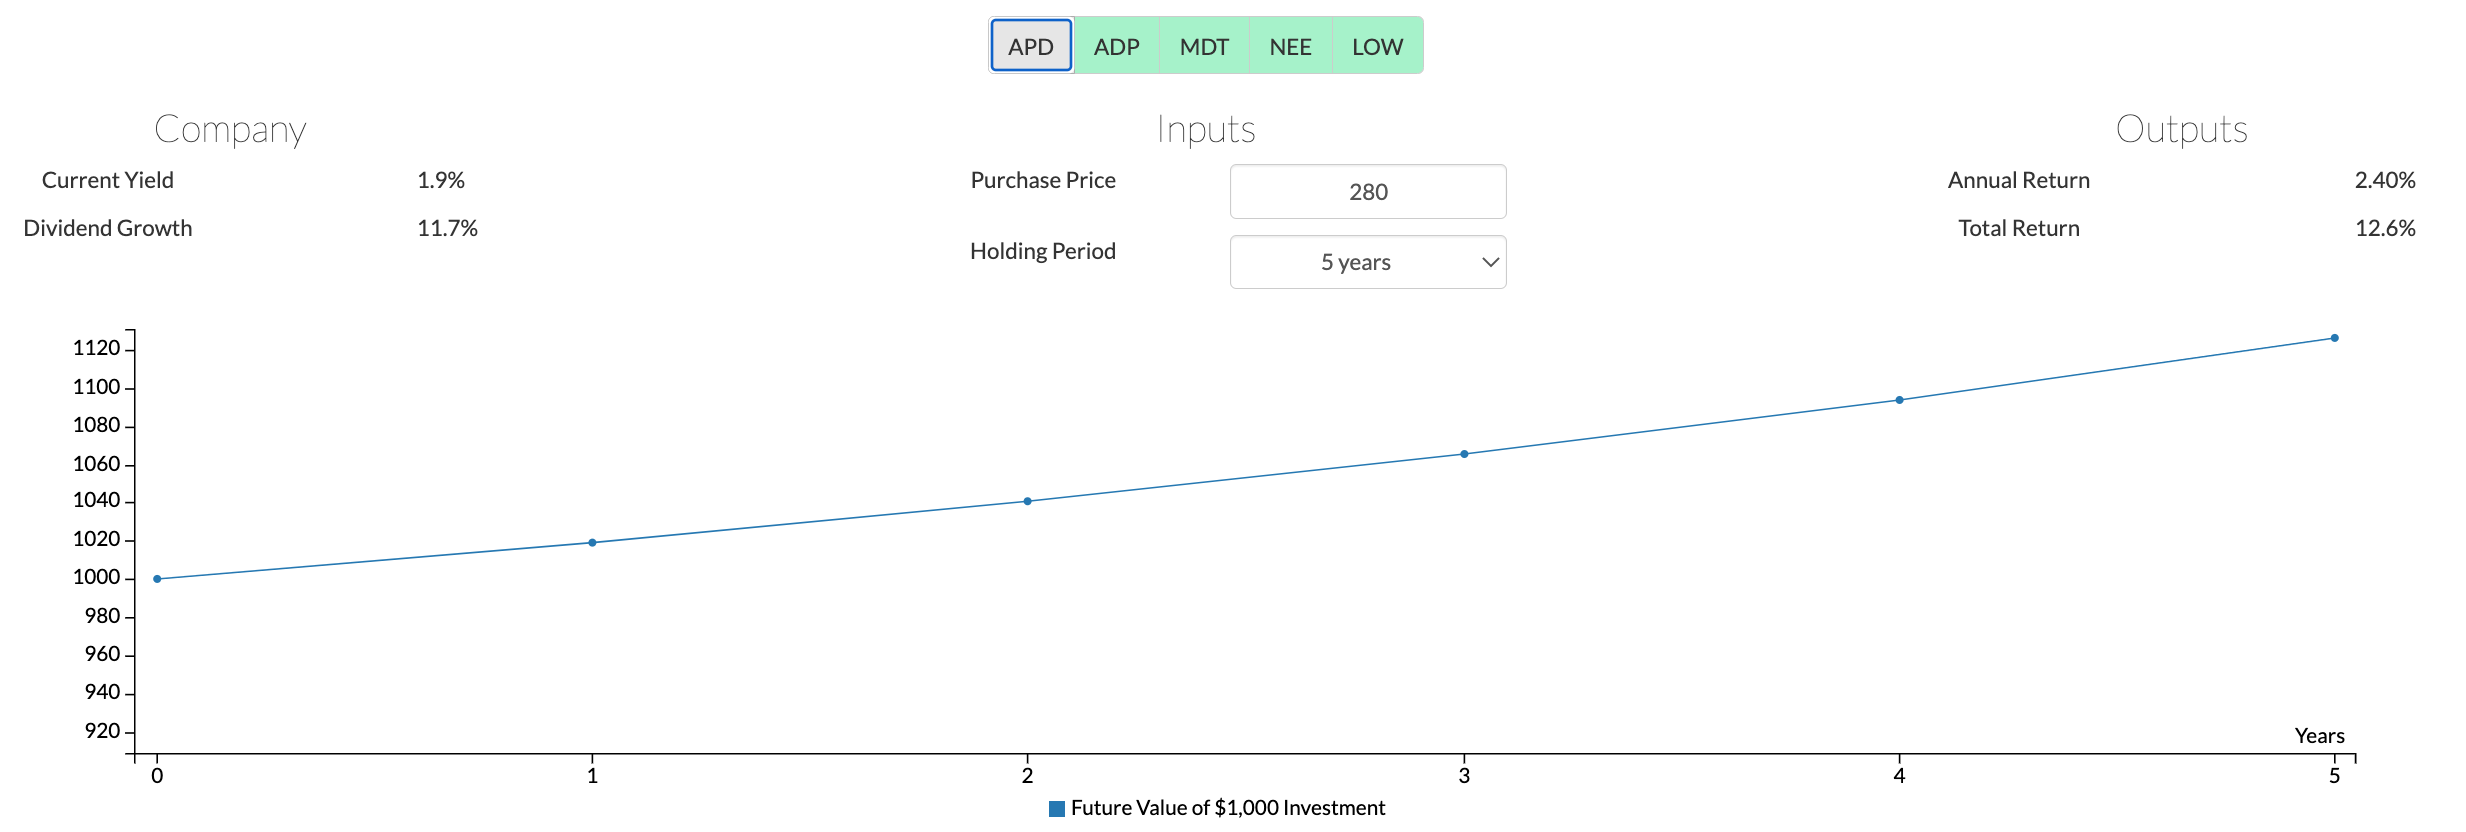 APD ADP MDT NEE LOW
Company
Current Yield 1.9%
Dividend Growth 11.7%
Inputs
Purchase Price 280
Holding Period 5 years
Outputs
Annual Return 2.40%
Total Return 12.6%
1120
1100
1080
1060
1040
1020
1000
980
960
940
920
Years
0 1 2 3 4 5
Future Value of $1,000 Investment